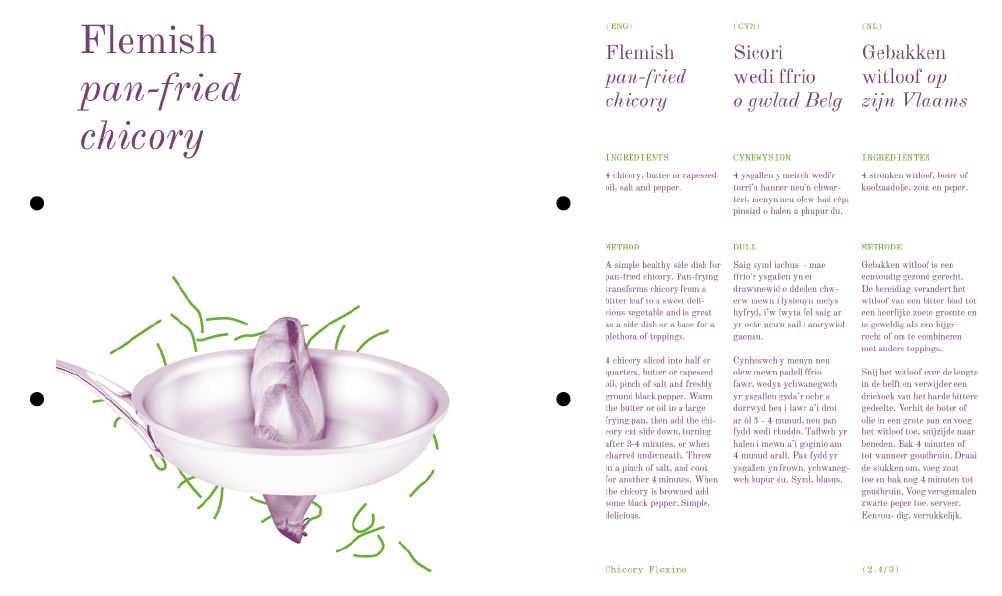 Flemish
pan-fried
chicory
(ENG)
Flemish
pan-fried
chicory
INGREDIENTS
4 chicory, butter or rapeseed
oil, salt and pepper.
METHOD
A simple healthy side dish for
pan-fried chicory. Pan-frying
transforms chicory from a
bitter leaf to a sweet deli-
cious vegetable and is great
as a side dish or a base for a
plethora of toppings.
4 chicory sliced into half or
quarters, butter or rapeseed
oil, pinch of salt and freshly
ground black pepper. Warm
the butter or oil in a large
frying pan, then add the chi-
cory cut side down, turning
after 3-4 minutes, or when
charred underneath. Throw
in a pinch of salt, and cook
for another 4 minutes. When
the chicory is browned add
some black pepper. Simple,
delicious.
(CYM)
Sicori
wedi ffrio
o gwlad Belg
CYNHWYSION
4 ysgallen y meirch wedi'r
torri'n hanner neu'n chwar-
teri, menyn neu olew had rêp;
pinsiad o halen a phupur du.
DULL
Saig syml iachus - mae
ffrio'r ysgallen yn ei
drawsnewid o ddeilen chw-
erw mewn i lysieuyn melys
hyfryd, i'w fwyta fel saig ar
yr ochr neu'n sail i amrywiol
gaenau.
Cynheswch y menyn neu
olew mewn padell ffrio
fawr, wedyn ychwanegwch
yr ysgallen gyda'r ochr a
dorrwyd ben i lawr a'i droi
ar ôl 3 - 4 munud, neu pan
fydd wedi rhuddo. Taflwch yr
halen i mewn a'i goginio am
4 munud arall. Pan fydd yr
ysgallen yn frown, ychwaneg-
wch bupur du. Syml, blasus.
(NL)
Gebakken
witloof op
zijn Vlaams
INGREDIËNTEN
4 stronken witloof, boter of
koolzaadolie, zout en peper.
METHODE
Gebakken witloof is een
eenvoudig gezond gerecht.
De bereiding verandert het
witloof van een bitter blad tot
een heerlijke zoete groente en
is geweldig als een bijge-
recht of om te combineren
met andere toppings.
Snij het witloof over de lengte
in de helft en verwijder een
driehoek van het harde bittere
gedeelte. Verhit de boter of
olie in een grote pan en voeg
het witloof toe, snijzijde naar
beneden. Bak 4 minuten of
tot wanneer goudbruin. Draai
de stukken om, voeg zout
toe en bak nog 4 minuten tot
goudbruin. Voeg versgemalen
zwarte peper toe, serveer.
Eenvou- dig, verrukkelijk.
Chicory Flexine
(2.4/3)